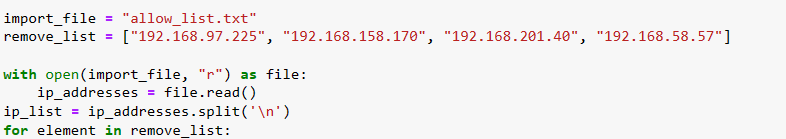 import_file = "allow_list.txt"
remove_list = ["192.168.97.225", "192.168.158.170", "192.168.201.40", "192.168.58.57"]
with open(import_file, "r") as file:
    ip_addresses = file.read()
ip_list = ip_addresses.split('\n')
for element in remove_list: